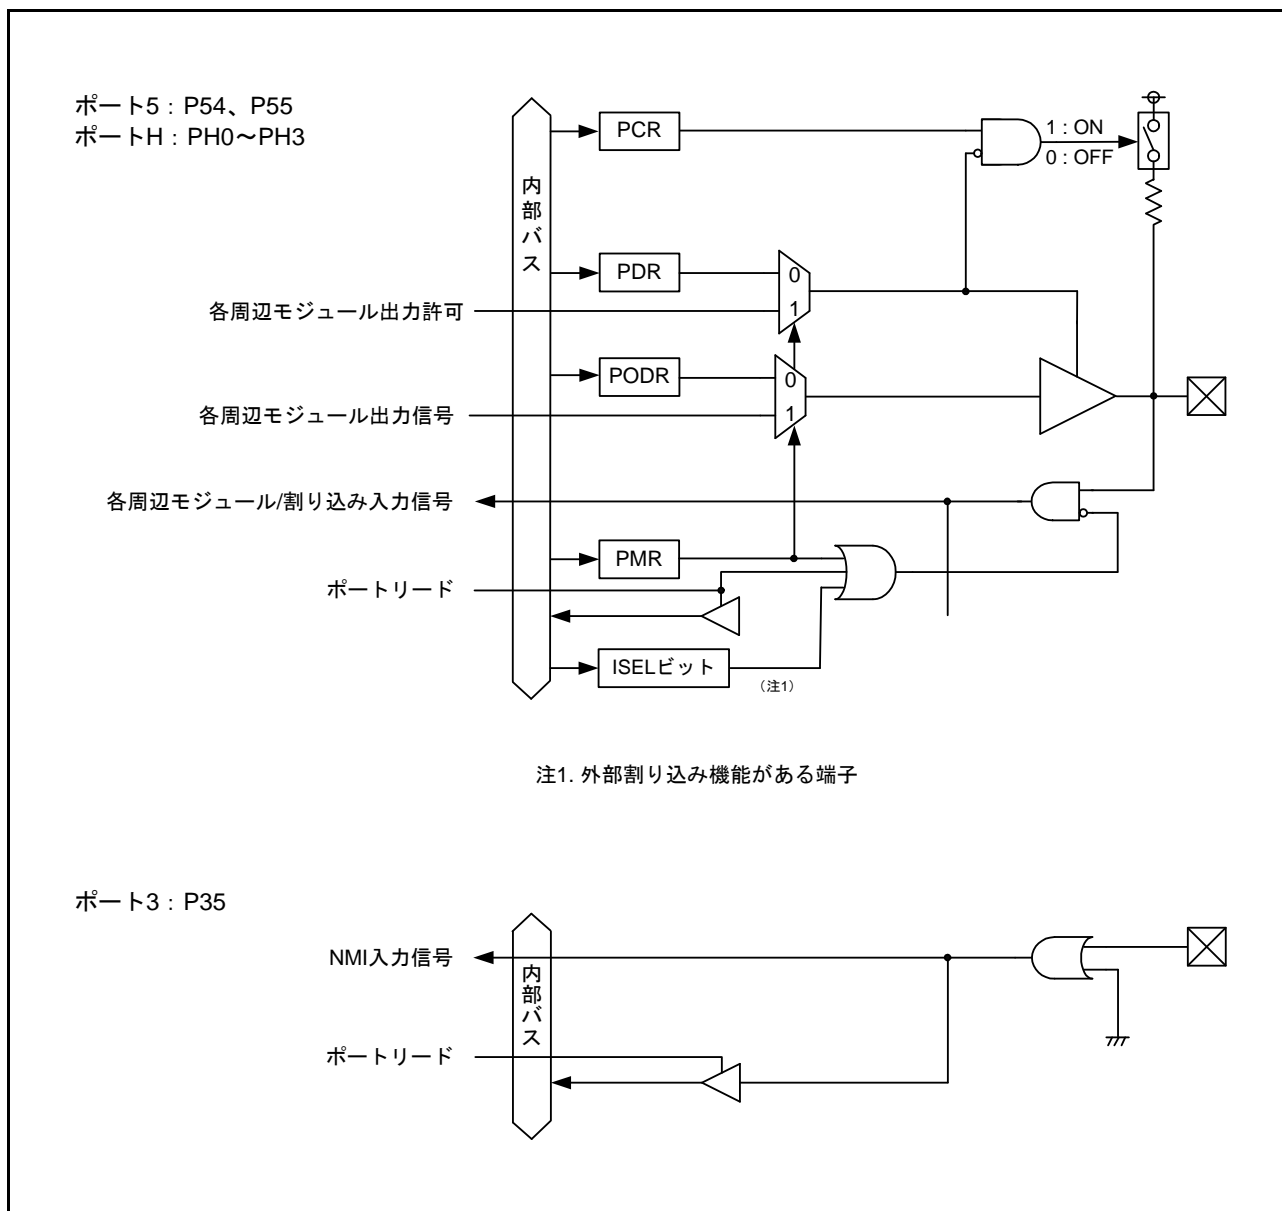 ポート5：P54、P55
ポートH：PH0～PH3
内部バス
PCR
1：ON
0：OFF
PDR
0
1
各周辺モジュール出力許可
PODR
0
1
各周辺モジュール出力信号
各周辺モジュール/割り込み入力信号
PMR
ポートリード
ISELビット
（注1）
注1. 外部割り込み機能がある端子
ポート3：P35
NMI入力信号
内部バス
ポートリード